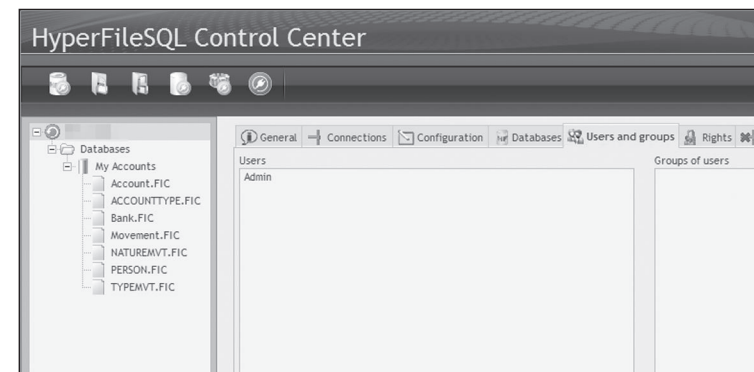 HyperFileSQL Control Center
General Connections Configuration Databases Users and groups Rights
Databases
My Accounts
Account.FIC
ACCOUNTTYPE.FIC
Bank.FIC
Movement.FIC
NATUREMVT.FIC
PERSON.FIC
TYPEMVT.FIC
Users
Admin
Groups of users